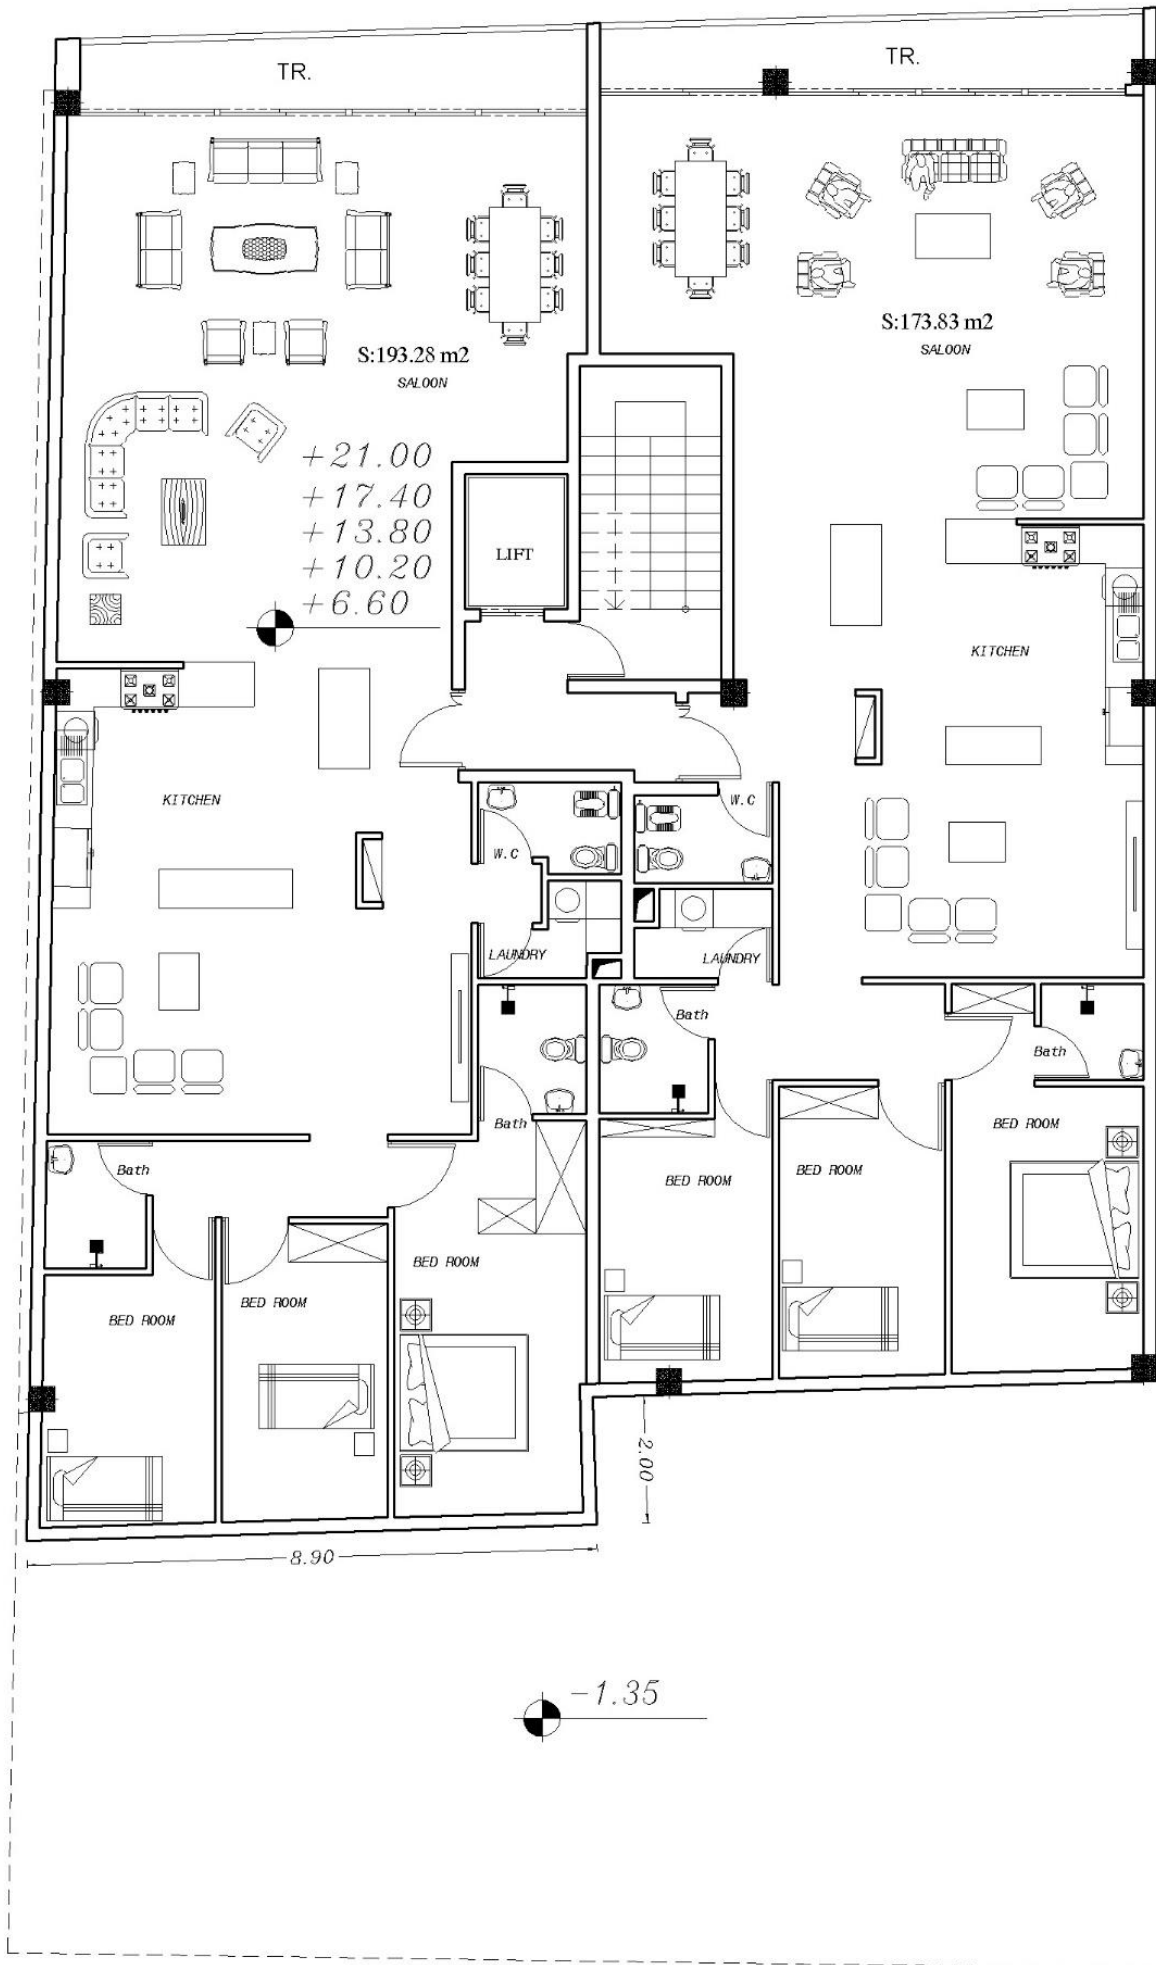 TR.
TR.
S:193.28 m2
SALOON
S:173.83 m2
SALOON
+21.00
+17.40
+13.80
+10.20
+6.60
LIFT
KITCHEN
KITCHEN
W.C
W.C
LAUNDRY
LAUNDRY
Bath
Bath
Bath
Bath
BED ROOM
BED ROOM
BED ROOM
BED ROOM
BED ROOM
BED ROOM
2.00
8.90
-1.35